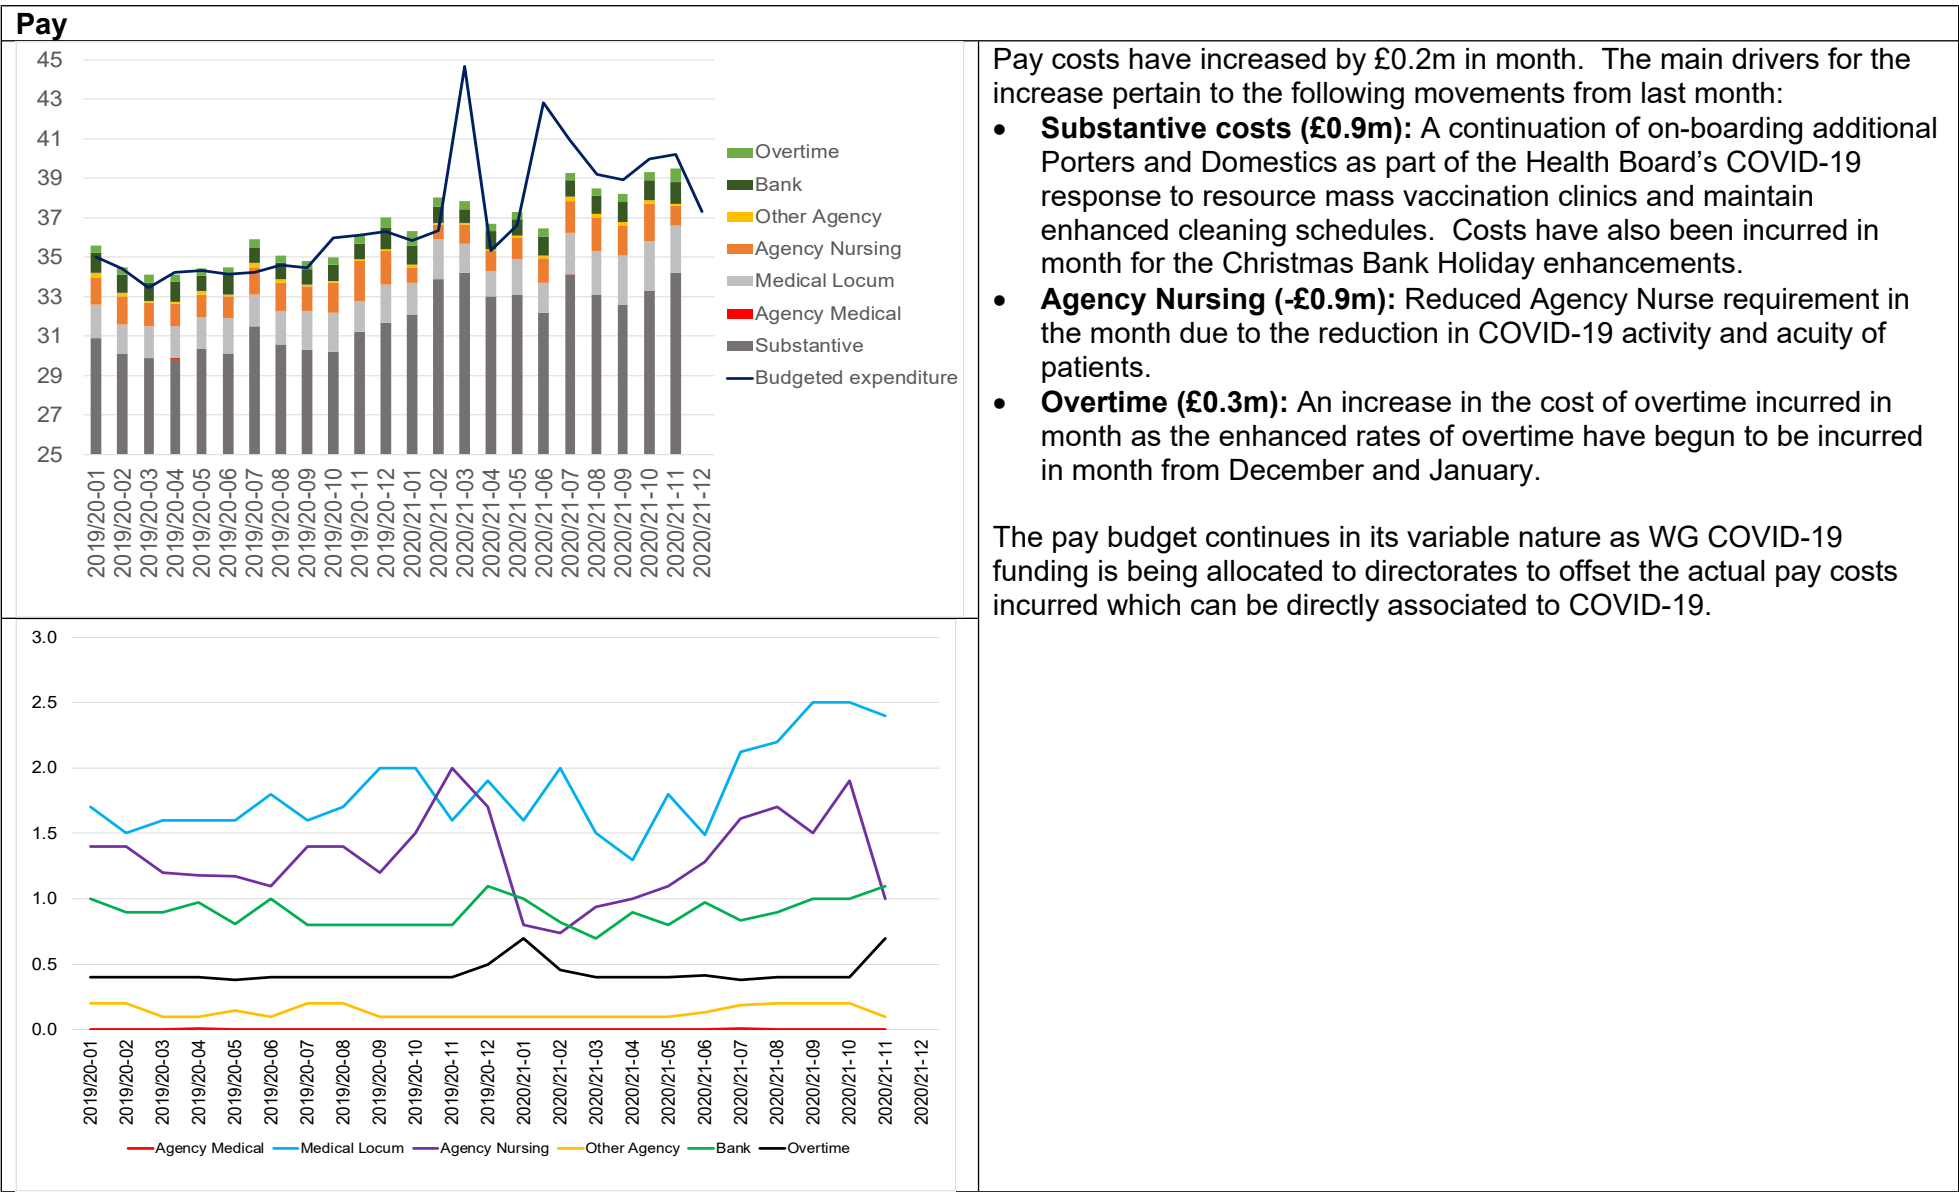 Pay
45
43
41
39
37
35
33
31
29
27
25
2019/20-01
2019/20-02
2019/20-03
2019/20-04
2019/20-05
2019/20-06
2019/20-07
2019/20-08
2019/20-09
2019/20-10
2019/20-11
2019/20-12
2020/21-01
2020/21-02
2020/21-03
2020/21-04
2020/21-05
2020/21-06
2020/21-07
2020/21-08
2020/21-09
2020/21-10
2020/21-11
2020/21-12
Overtime
Bank
Other Agency
Agency Nursing
Medical Locum
Agency Medical
Substantive
Budgeted expenditure
Pay costs have increased by £0.2m in month.  The main drivers for the
increase pertain to the following movements from last month:
• Substantive costs (£0.9m): A continuation of on-boarding additional
Porters and Domestics as part of the Health Board’s COVID-19
response to resource mass vaccination clinics and maintain
enhanced cleaning schedules.  Costs have also been incurred in
month for the Christmas Bank Holiday enhancements.
• Agency Nursing (-£0.9m): Reduced Agency Nurse requirement in
the month due to the reduction in COVID-19 activity and acuity of
patients.
• Overtime (£0.3m): An increase in the cost of overtime incurred in
month as the enhanced rates of overtime have begun to be incurred
in month from December and January.
The pay budget continues in its variable nature as WG COVID-19
funding is being allocated to directorates to offset the actual pay costs
incurred which can be directly associated to COVID-19.
3.0
2.5
2.0
1.5
1.0
0.5
0.0
2019/20-01
2019/20-02
2019/20-03
2019/20-04
2019/20-05
2019/20-06
2019/20-07
2019/20-08
2019/20-09
2019/20-10
2019/20-11
2019/20-12
2020/21-01
2020/21-02
2020/21-03
2020/21-04
2020/21-05
2020/21-06
2020/21-07
2020/21-08
2020/21-09
2020/21-10
2020/21-11
2020/21-12
Agency Medical Medical Locum Agency Nursing Other Agency Bank Overtime